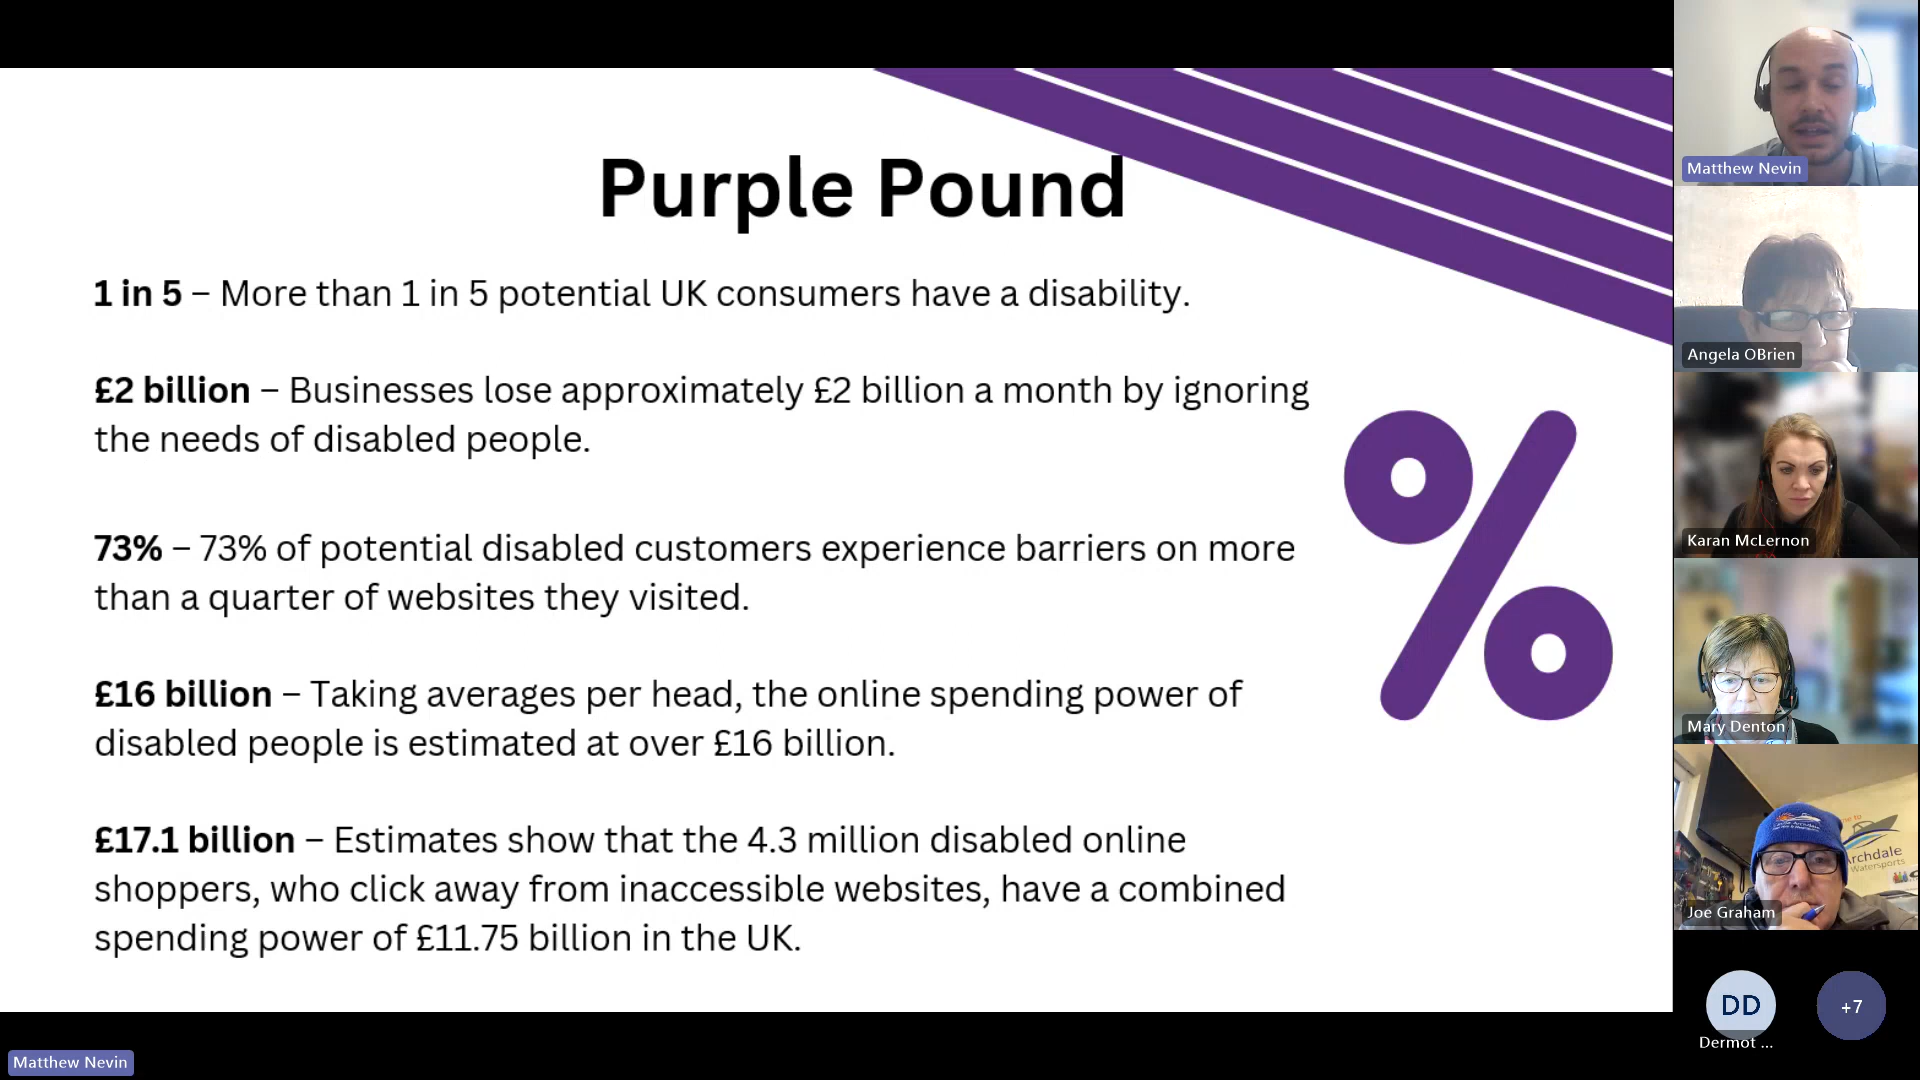 Purple Pound
1 in 5 – More than 1 in 5 potential UK consumers have a disability.
£2 billion – Businesses lose approximately £2 billion a month by ignoring
the needs of disabled people.
73% – 73% of potential disabled customers experience barriers on more
than a quarter of websites they visited.
£16 billion – Taking averages per head, the online spending power of
disabled people is estimated at over £16 billion.
£17.1 billion – Estimates show that the 4.3 million disabled online
shoppers, who click away from inaccessible websites, have a combined
spending power of £11.75 billion in the UK.
%
Matthew Nevin
Angela OBrien
Karan McLernon
Mary Denton
Archdale
Watersports
Joe Graham
DD
+7
Dermot ...
Matthew Nevin